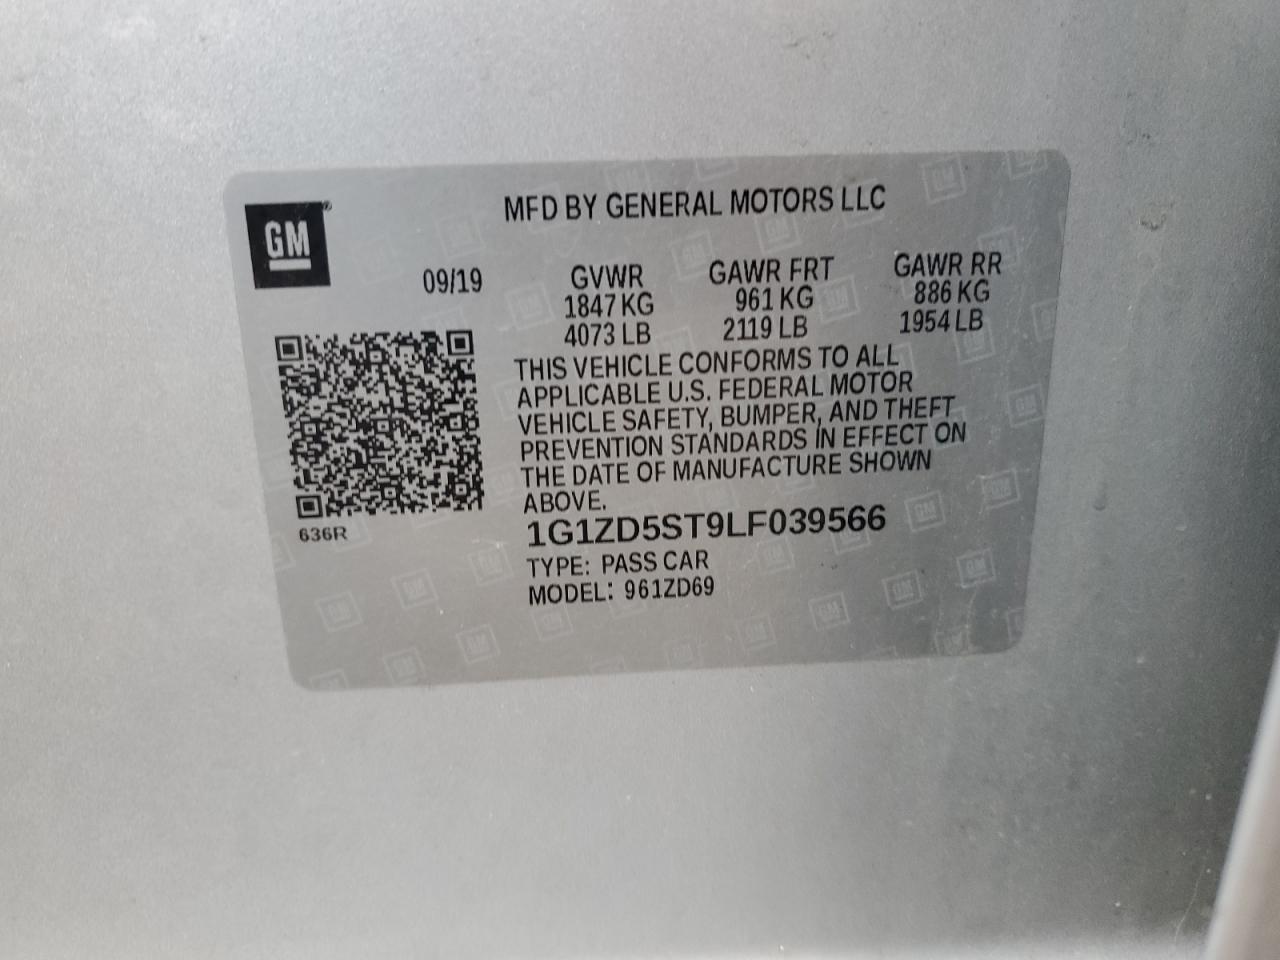 GM
MFD BY GENERAL MOTORS LLC
09/19 GVWR GAWR FRT GAWR RR
1847 KG 961 KG 886 KG
4073 LB 2119 LB 1954 LB
THIS VEHICLE CONFORMS TO ALL
APPLICABLE U.S. FEDERAL MOTOR
VEHICLE SAFETY, BUMPER, AND THEFT
PREVENTION STANDARDS IN EFFECT ON
THE DATE OF MANUFACTURE SHOWN
ABOVE.
636R
1G1ZD5ST9LF039566
TYPE: PASS CAR
MODEL: 961ZD69